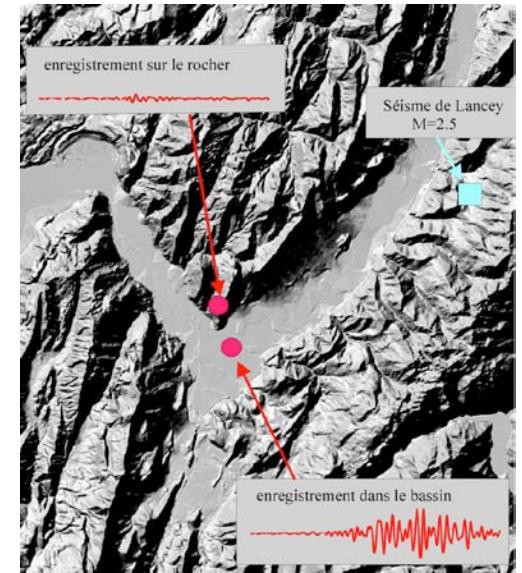 enregistrement sur le rocher
Séisme de Lancey
M=2.5
enregistrement dans le bassin